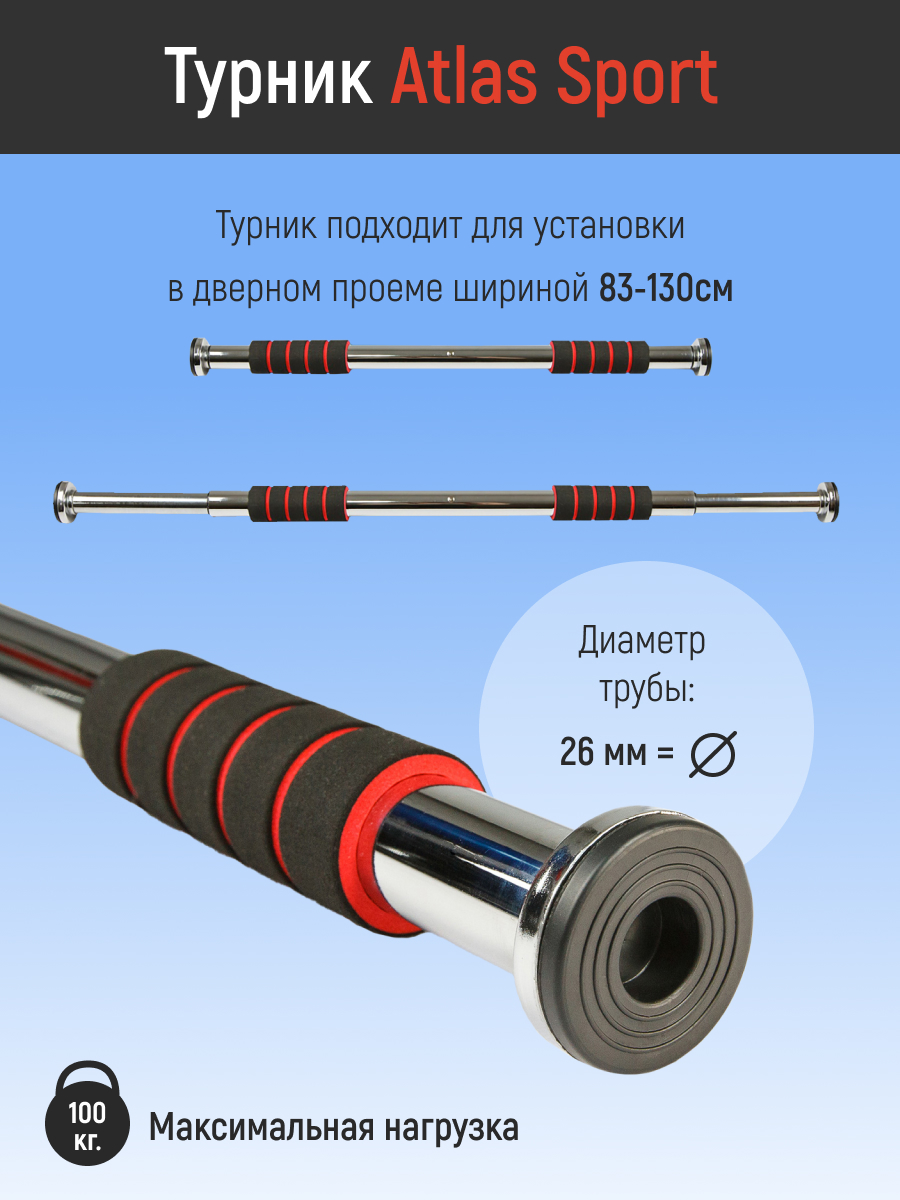 Турник Atlas Sport
Турник подходит для установки
в дверном проеме шириной 83-130см
Диаметр
трубы:
26 мм =
100
кг.
Максимальная нагрузка